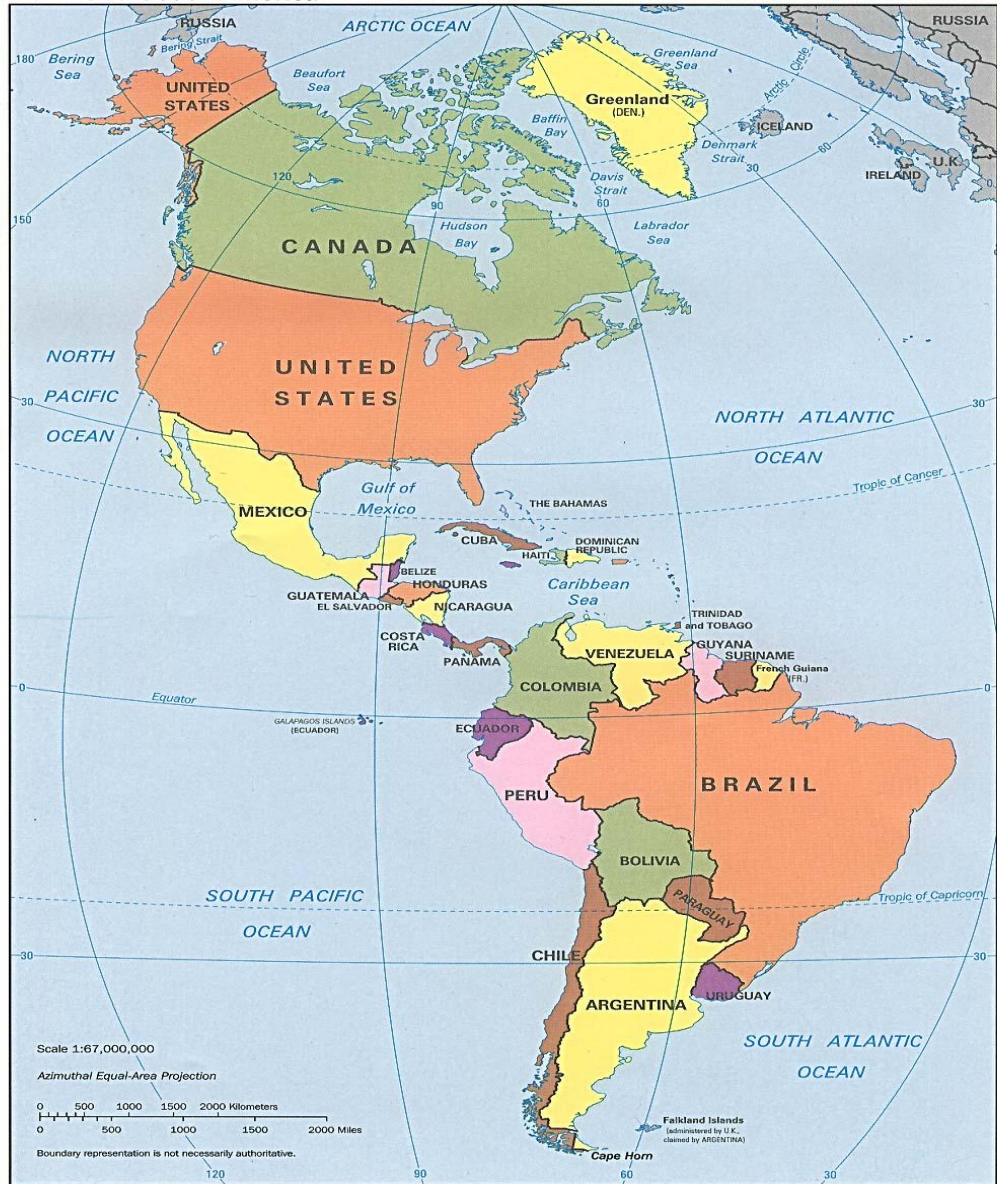 RUSSIA
ARCTIC OCEAN
RUSSIA
Bering Strait
180
Bering
Sea
Beaufort
Sea
Greenland
Sea
UNITED
STATES
Greenland
(DEN.)
Arctic Circle
Baffin
Bay
ICELAND
Denmark
Strait
60
30
U.K.
IRELAND
0
120
Davis
Strait
60
90
150
Hudson
Bay
Labrador
Sea
CANADA
NORTH
PACIFIC
OCEAN
UNITED
STATES
30
30
NORTH ATLANTIC
OCEAN
Tropic of Cancer
Gulf of
Mexico
MEXICO
THE BAHAMAS
CUBA
HAITI
DOMINICAN
REPUBLIC
BELIZE
HONDURAS
GUATEMALA
EL SALVADOR
NICARAGUA
Caribbean
Sea
COSTA
RICA
PANAMA
TRINIDAD
and TOBAGO
VENEZUELA
GUYANA
SURINAME
French Guiana
(FR.)
COLOMBIA
0
Equator
0
GALAPAGOS ISLANDS
(ECUADOR)
ECUADOR
PERU
BRAZIL
BOLIVIA
SOUTH PACIFIC
OCEAN
PARAGUAY
Tropic of Capricorn
30
CHILE
30
ARGENTINA
URUGUAY
SOUTH ATLANTIC
OCEAN
Scale 1:67,000,000
Azimuthal Equal-Area Projection
0 500 1000 1500 2000 Kilometers
0 500 1000 1500 2000 Miles
Boundary representation is not necessarily authoritative.
Falkland Islands
(administered by U.K.,
claimed by ARGENTINA)
Cape Horn
120
90
60
30